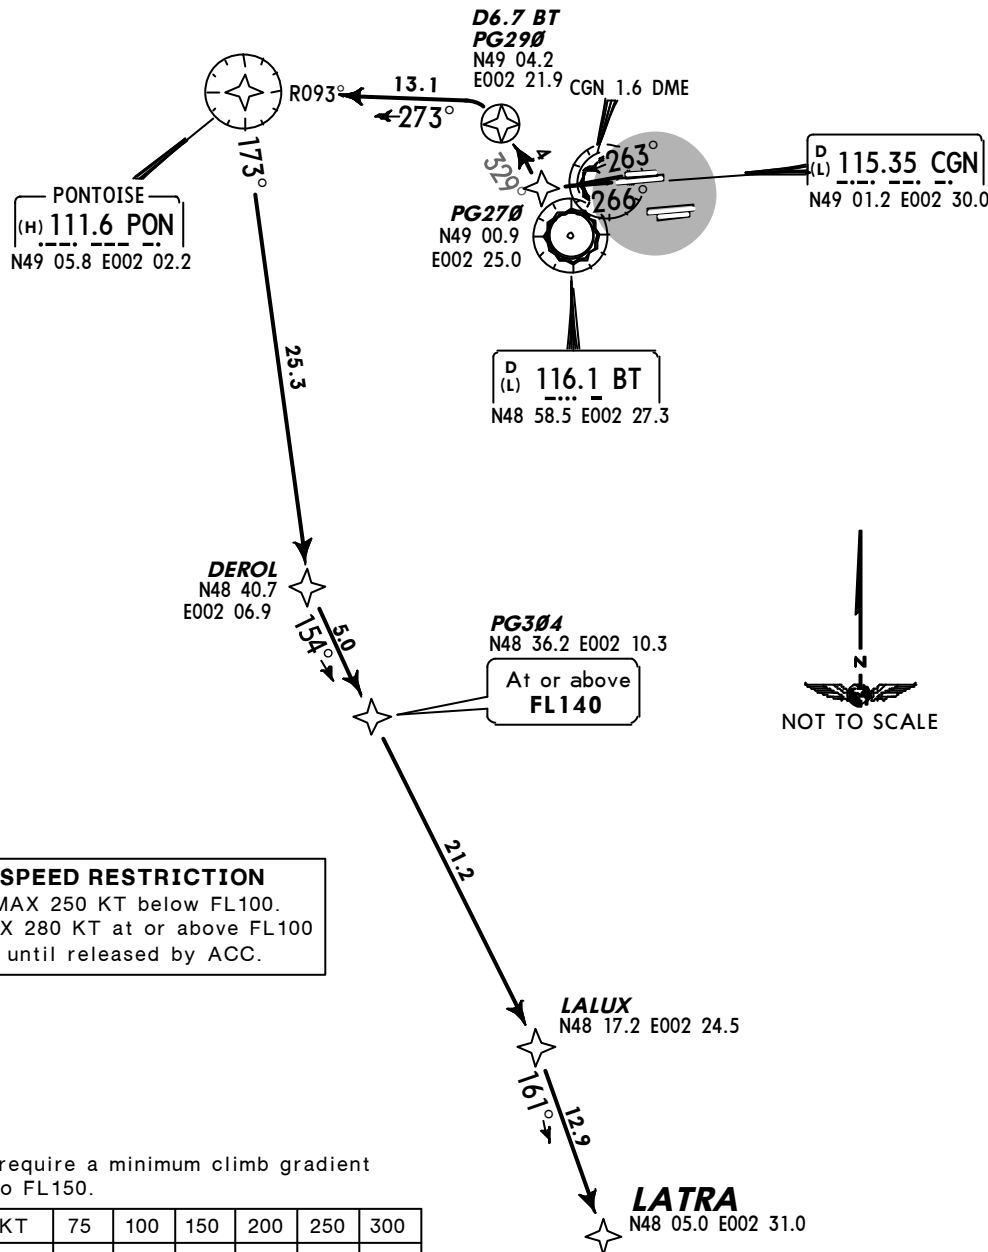 D6.7 BT
PG29Ø
N49 04.2
E002 21.9
CGN 1.6 DME
R093°
13.1
273°
173°
329°
4
263°
266°
D
(L) 115.35 CGN
N49 01.2 E002 30.0
PONTOISE
(H) 111.6 PON
N49 05.8 E002 02.2
PG27Ø
N49 00.9
E002 25.0
D
(L) 116.1 BT
N48 58.5 E002 27.3
25.3
DEROL
N48 40.7
E002 06.9
154°
5.0
PG3Ø4
N48 36.2 E002 10.3
At or above
FL140
N
NOT TO SCALE
21.2
SPEED RESTRICTION
MAX 250 KT below FL100.
X 280 KT at or above FL100
until released by ACC.
LALUX
N48 17.2 E002 24.5
161°
12.9
require a minimum climb gradient
o FL150.
KT 75 100 150 200 250 300
LATRA
N48 05.0 E002 31.0